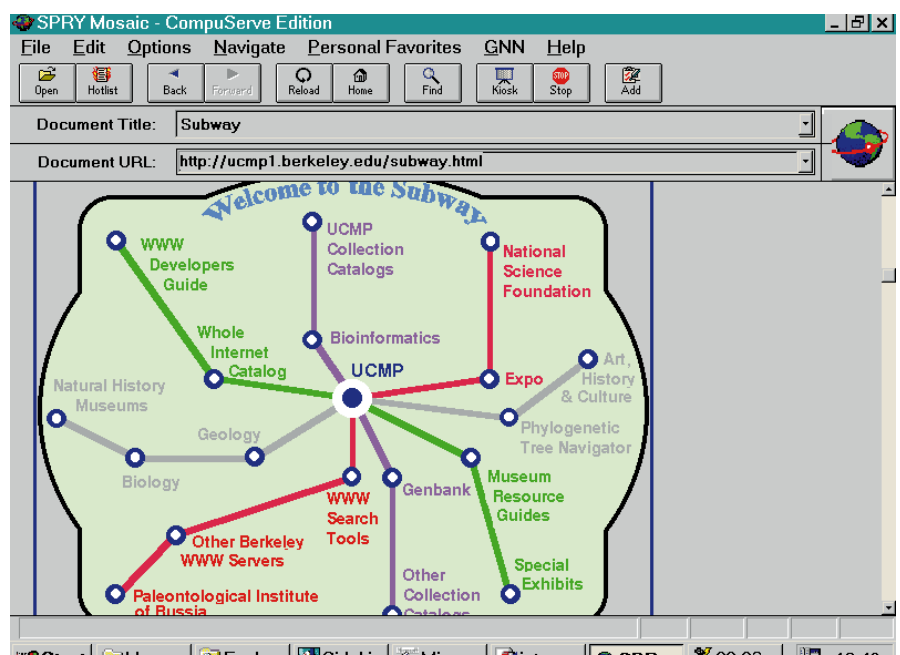 SPRY Mosaic - CompuServe Edition
File Edit Options Navigate Personal Favorites GNN Help
Open Hotlist Back Forward Reload Home Find Kiosk Stop Add
Document Title: Subway
Document URL: http://ucmp1.berkeley.edu/subway.html
Welcome to the Subway
WWW
Developers
Guide
UCMP
Collection
Catalogs
National
Science
Foundation
Whole
Internet
Catalog
Bioinformatics
UCMP
Expo
Art,
History
& Culture
Natural History
Museums
Geology
Biology
Phylogenetic
Tree Navigator
Genbank
Museum
Resource
Guides
WWW
Search
Tools
Other Berkeley
WWW Servers
Special
Exhibits
Other
Collection
Catalogs
Paleontological Institute
of Russia